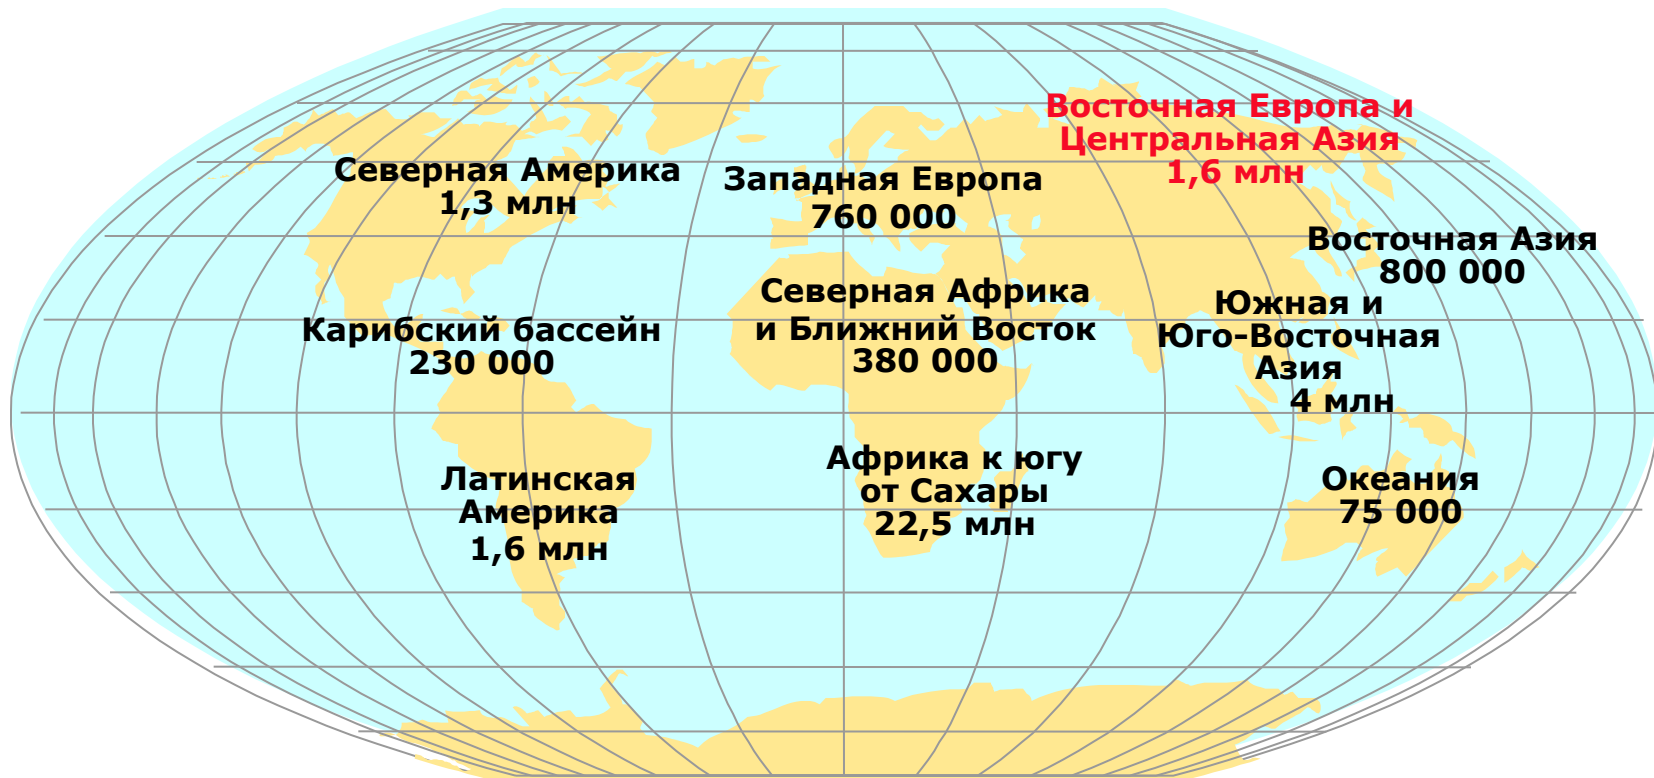 Восточная Европа и
Центральная Азия
1,6 млн
Северная Америка
1,3 млн
Западная Европа
760 000
Восточная Азия
800 000
Северная Африка
и Ближний Восток
380 000
Южная и
Юго-Восточная
Азия
4 млн
Карибский бассейн
230 000
Африка к югу
от Сахары
22,5 млн
Латинская
Америка
1,6 млн
Океания
75 000